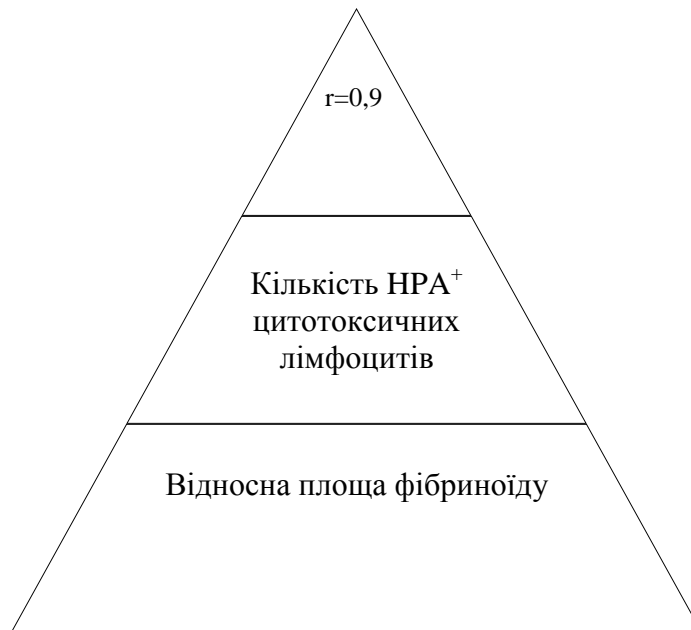 r=0,9
Кількість HPA⁺
цитотоксичних
лімфоцитів
Відносна площа фібриноїду